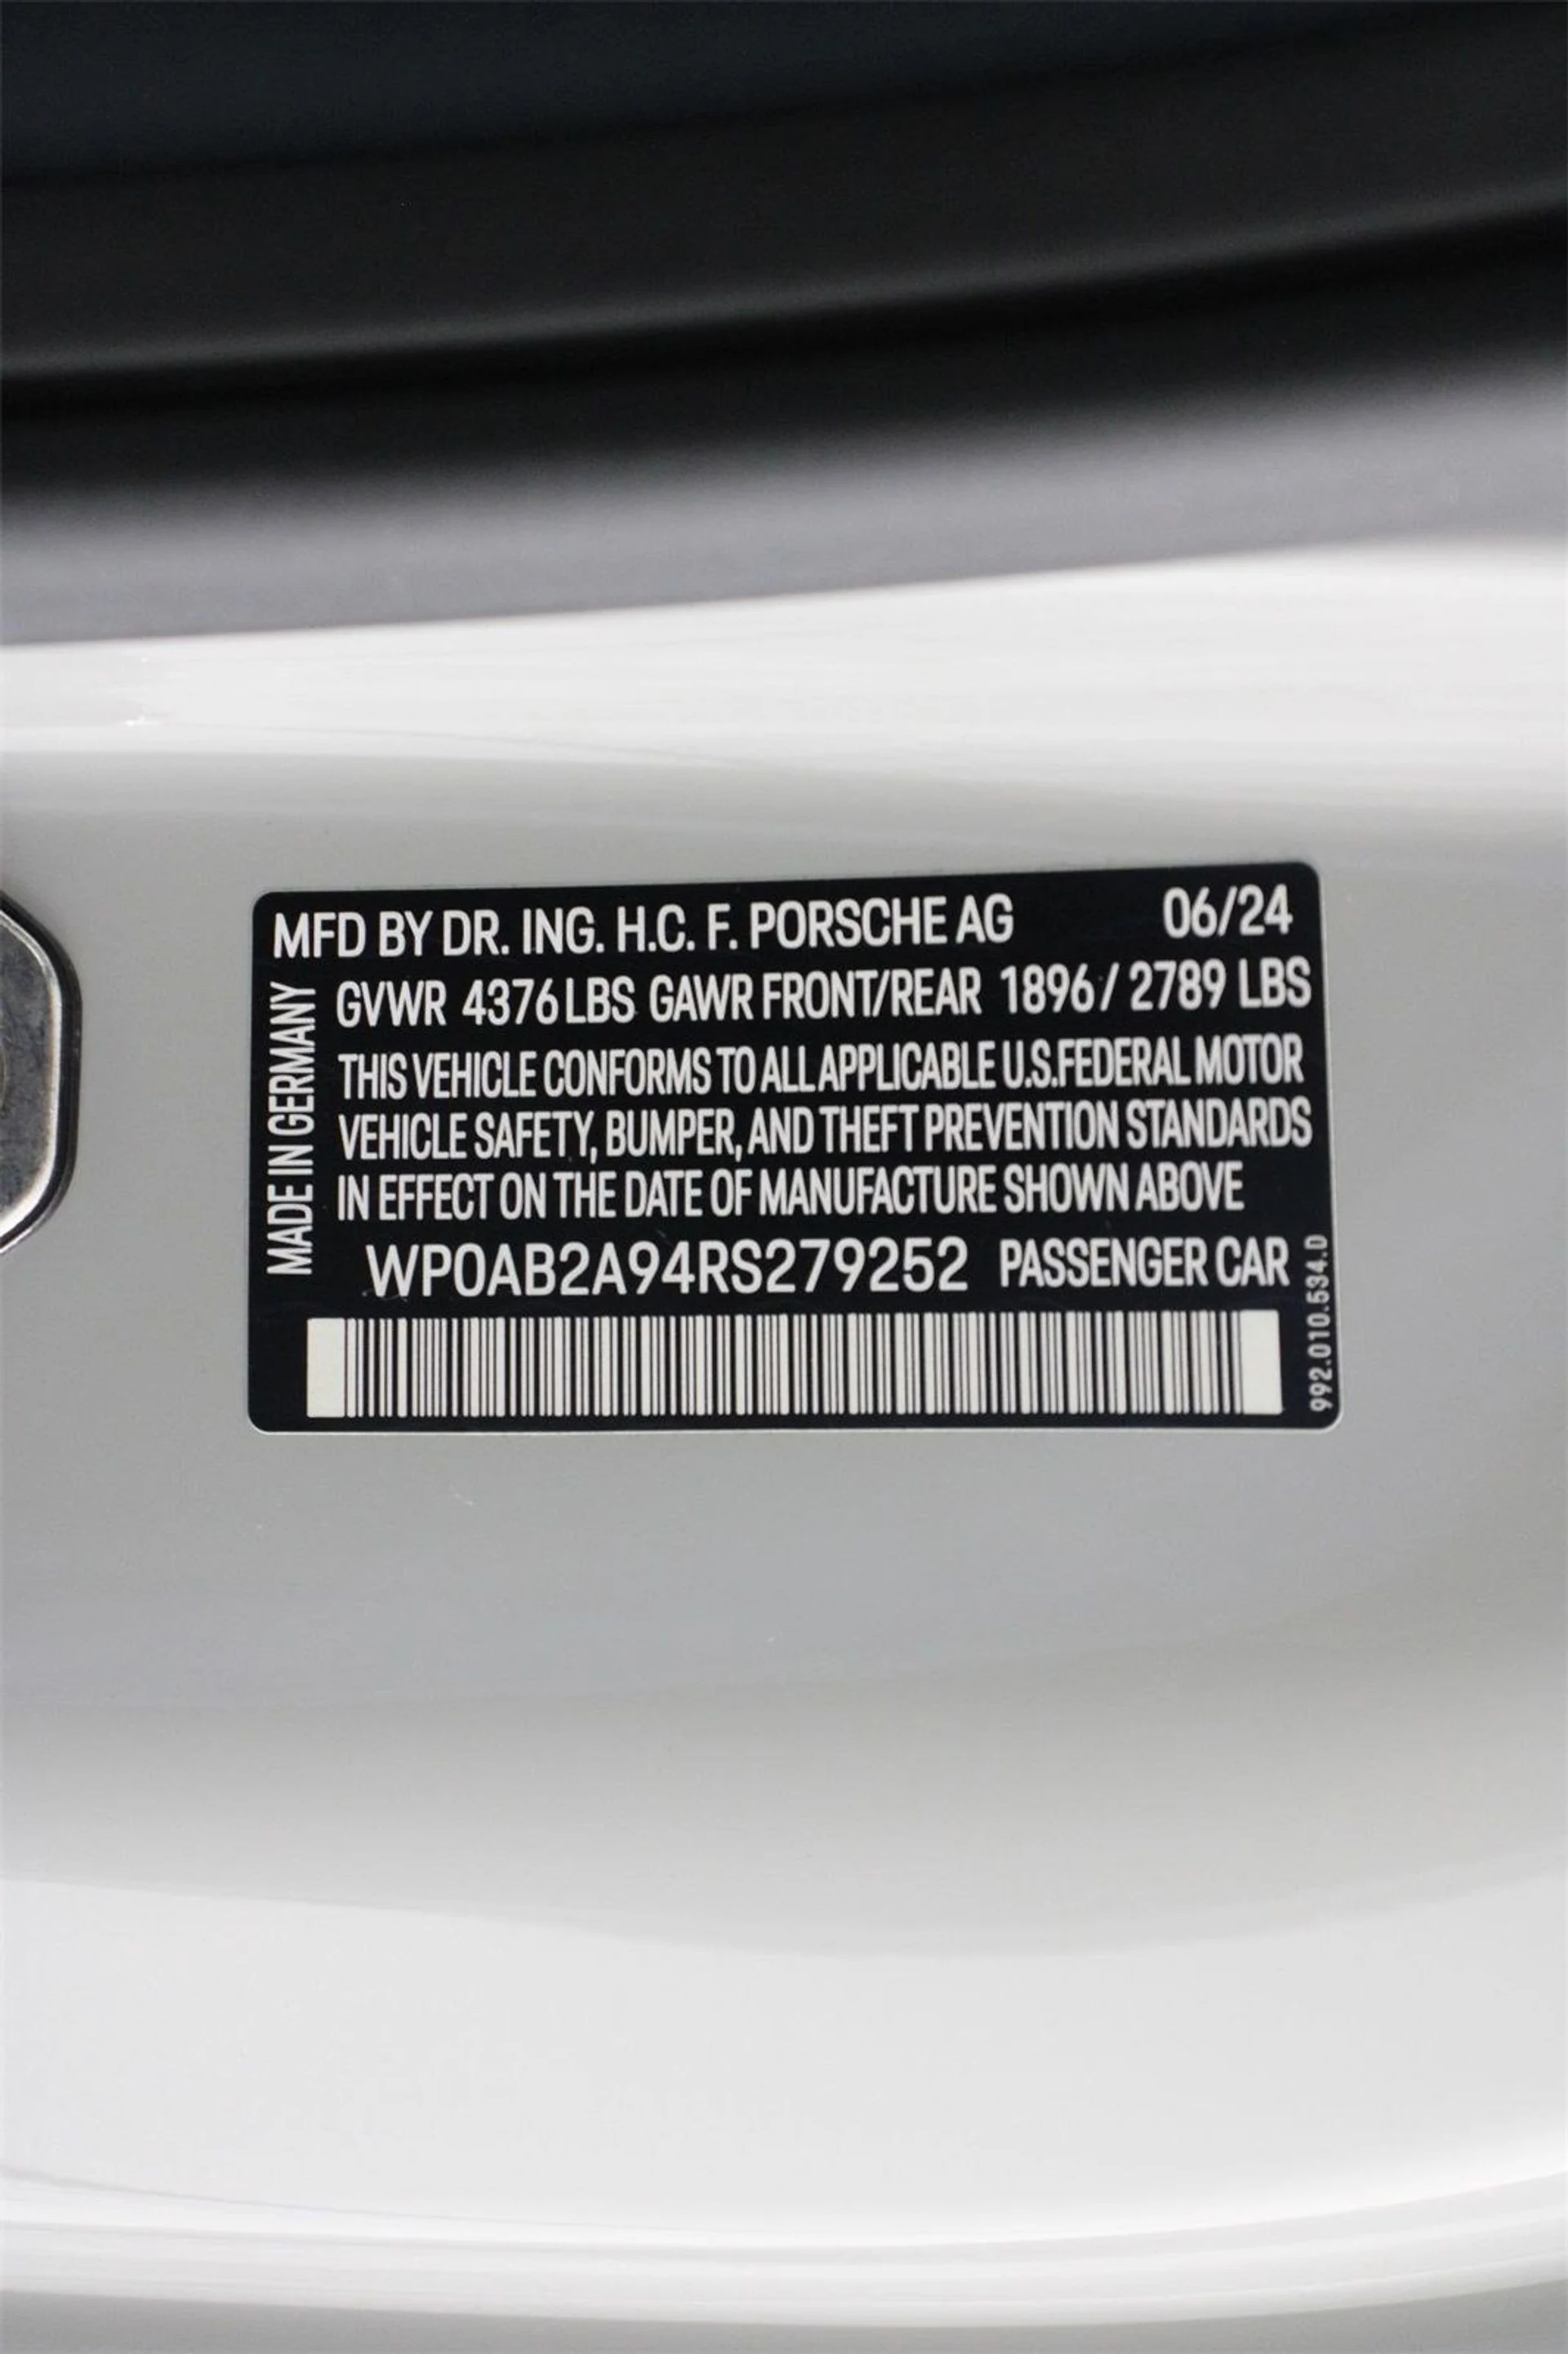 MFD BY DR. ING. H.C. F. PORSCHE AG 06/24
GVWR 4376 LBS GAWR FRONT/REAR 1896 / 2789 LBS
THIS VEHICLE CONFORMS TO ALL APPLICABLE U.S.FEDERAL MOTOR
VEHICLE SAFETY, BUMPER, AND THEFT PREVENTION STANDARDS
IN EFFECT ON THE DATE OF MANUFACTURE SHOWN ABOVE
WP0AB2A94RS279252 PASSENGER CAR
MADE IN GERMANY
992.010.534.D